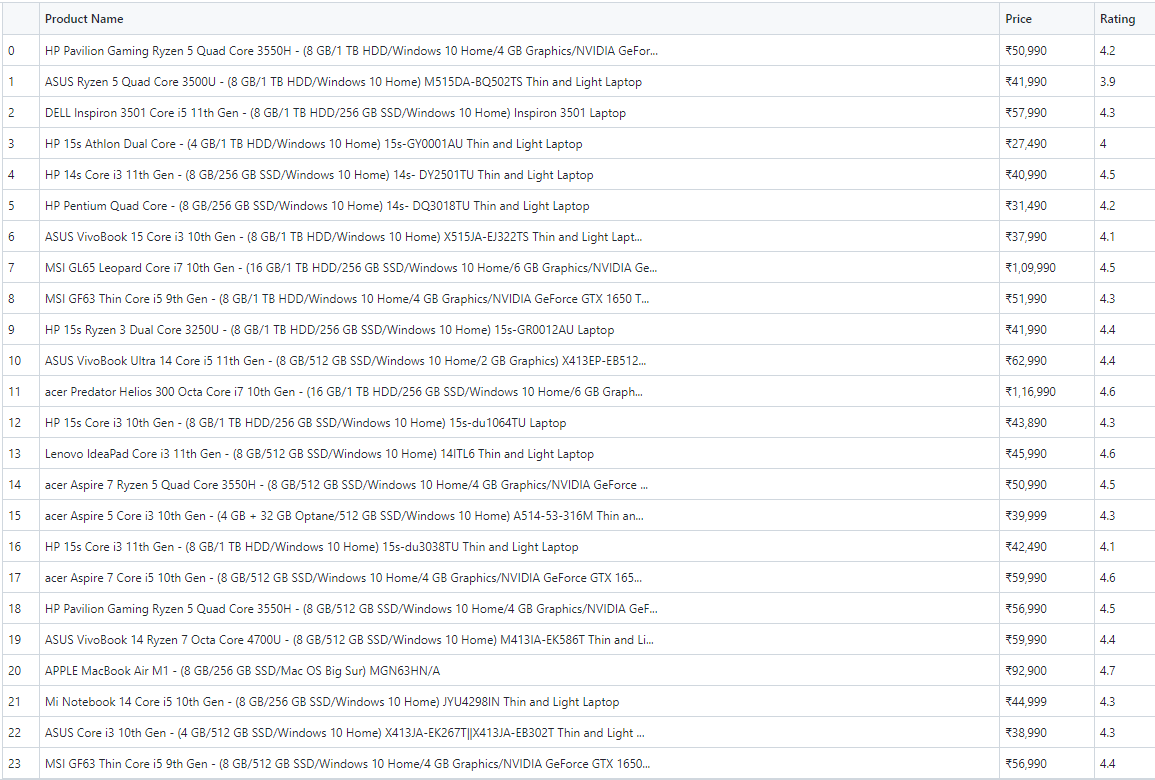 Product Name Price Rating
0 HP Pavilion Gaming Ryzen 5 Quad Core 3550H - (8 GB/1 TB HDD/Windows 10 Home/4 GB Graphics/NVIDIA GeFor... ₹50,990 4.2
1 ASUS Ryzen 5 Quad Core 3500U - (8 GB/1 TB HDD/Windows 10 Home) M515DA-BQ502TS Thin and Light Laptop ₹41,990 3.9
2 DELL Inspiron 3501 Core i5 11th Gen - (8 GB/1 TB HDD/256 GB SSD/Windows 10 Home) Inspiron 3501 Laptop ₹57,990 4.3
3 HP 15s Athlon Dual Core - (4 GB/1 TB HDD/Windows 10 Home) 15s-GY0001AU Thin and Light Laptop ₹27,490 4
4 HP 14s Core i3 11th Gen - (8 GB/256 GB SSD/Windows 10 Home) 14s- DY2501TU Thin and Light Laptop ₹40,990 4.5
5 HP Pentium Quad Core - (8 GB/256 GB SSD/Windows 10 Home) 14s- DQ3018TU Thin and Light Laptop ₹31,490 4.2
6 ASUS VivoBook 15 Core i3 10th Gen - (8 GB/1 TB HDD/Windows 10 Home) X515JA-EJ322TS Thin and Light Lapt... ₹37,990 4.1
7 MSI GL65 Leopard Core i7 10th Gen - (16 GB/1 TB HDD/256 GB SSD/Windows 10 Home/6 GB Graphics/NVIDIA Ge... ₹1,09,990 4.5
8 MSI GF63 Thin Core i5 9th Gen - (8 GB/1 TB HDD/Windows 10 Home/4 GB Graphics/NVIDIA GeForce GTX 1650 T... ₹51,990 4.3
9 HP 15s Ryzen 3 Dual Core 3250U - (8 GB/1 TB HDD/256 GB SSD/Windows 10 Home) 15s-GR0012AU Laptop ₹41,990 4.4
10 ASUS VivoBook Ultra 14 Core i5 11th Gen - (8 GB/512 GB SSD/Windows 10 Home/2 GB Graphics) X413EP-EB512... ₹62,990 4.4
11 acer Predator Helios 300 Octa Core i7 10th Gen - (16 GB/1 TB HDD/256 GB SSD/Windows 10 Home/6 GB Graph... ₹1,16,990 4.6
12 HP 15s Core i3 10th Gen - (8 GB/1 TB HDD/256 GB SSD/Windows 10 Home) 15s-du1064TU Laptop ₹43,890 4.3
13 Lenovo IdeaPad Core i3 11th Gen - (8 GB/512 GB SSD/Windows 10 Home) 14ITL6 Thin and Light Laptop ₹45,990 4.6
14 acer Aspire 7 Ryzen 5 Quad Core 3550H - (8 GB/512 GB SSD/Windows 10 Home/4 GB Graphics/NVIDIA GeForce ... ₹50,990 4.5
15 acer Aspire 5 Core i3 10th Gen - (4 GB + 32 GB Optane/512 GB SSD/Windows 10 Home) A514-53-316M Thin an... ₹39,999 4.3
16 HP 15s Core i3 11th Gen - (8 GB/1 TB HDD/Windows 10 Home) 15s-du3038TU Thin and Light Laptop ₹42,490 4.1
17 acer Aspire 7 Core i5 10th Gen - (8 GB/512 GB SSD/Windows 10 Home/4 GB Graphics/NVIDIA GeForce GTX 165... ₹59,990 4.6
18 HP Pavilion Gaming Ryzen 5 Quad Core 3550H - (8 GB/512 GB SSD/Windows 10 Home/4 GB Graphics/NVIDIA GeF... ₹56,990 4.5
19 ASUS VivoBook 14 Ryzen 7 Octa Core 4700U - (8 GB/512 GB SSD/Windows 10 Home) M413IA-EK586T Thin and Li... ₹59,990 4.4
20 APPLE MacBook Air M1 - (8 GB/256 GB SSD/Mac OS Big Sur) MGN63HN/A ₹92,900 4.7
21 Mi Notebook 14 Core i5 10th Gen - (8 GB/256 GB SSD/Windows 10 Home) JYU4298IN Thin and Light Laptop ₹44,999 4.3
22 ASUS Core i3 10th Gen - (4 GB/512 GB SSD/Windows 10 Home) X413JA-EK267T||X413JA-EB302T Thin and Light ... ₹38,990 4.3
23 MSI GF63 Thin Core i5 9th Gen - (8 GB/512 GB SSD/Windows 10 Home/4 GB Graphics/NVIDIA GeForce GTX 1650... ₹56,990 4.4